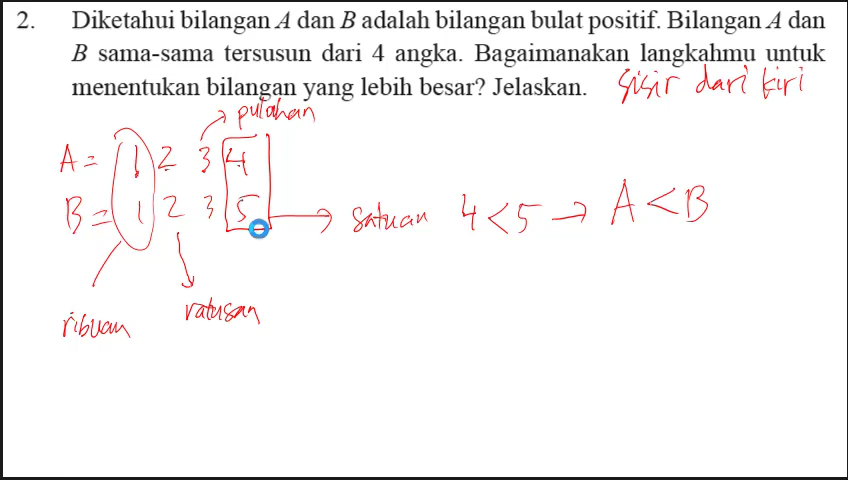 2. Diketahui bilangan A dan B adalah bilangan bulat positif. Bilangan A dan
B sama-sama tersusun dari 4 angka. Bagaimanakan langkahmu untuk
menentukan bilangan yang lebih besar? Jelaskan.
sisir dari kiri
puluhan
A = 1 2 3 4
B = 1 2 3 5
satuan 4 < 5 → A < B
ribuan
ratusan